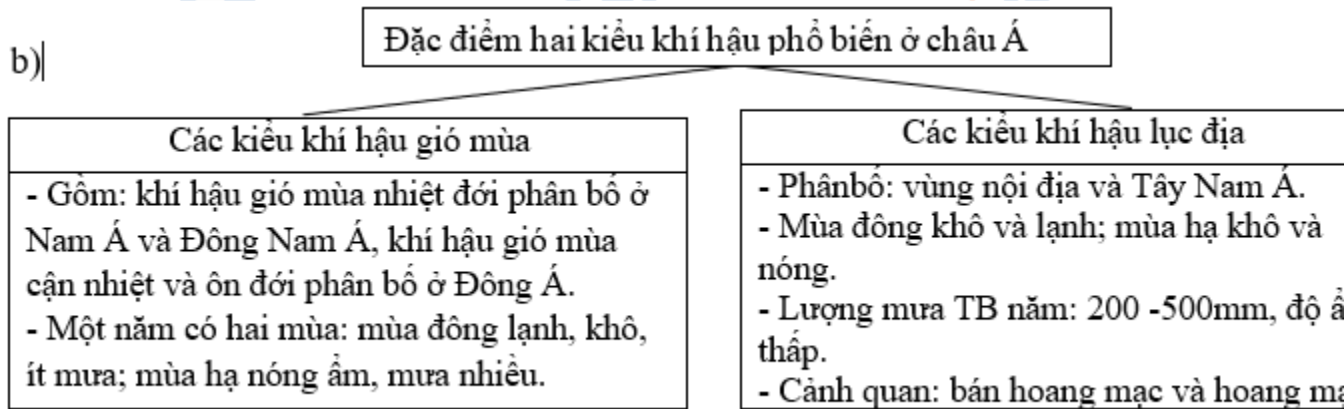 b)
Đặc điểm hai kiểu khí hậu phổ biến ở châu Á
Các kiểu khí hậu gió mùa
- Gồm: khí hậu gió mùa nhiệt đới phân bố ở
Nam Á và Đông Nam Á, khí hậu gió mùa
cận nhiệt và ôn đới phân bố ở Đông Á.
- Một năm có hai mùa: mùa đông lạnh, khô,
ít mưa; mùa hạ nóng ẩm, mưa nhiều.
Các kiểu khí hậu lục địa
- Phânbố: vùng nội địa và Tây Nam Á.
- Mùa đông khô và lạnh; mùa hạ khô và
nóng.
- Lượng mưa TB năm: 200 -500mm, độ
thấp.
- Cảnh quan: bán hoang mạc và hoang